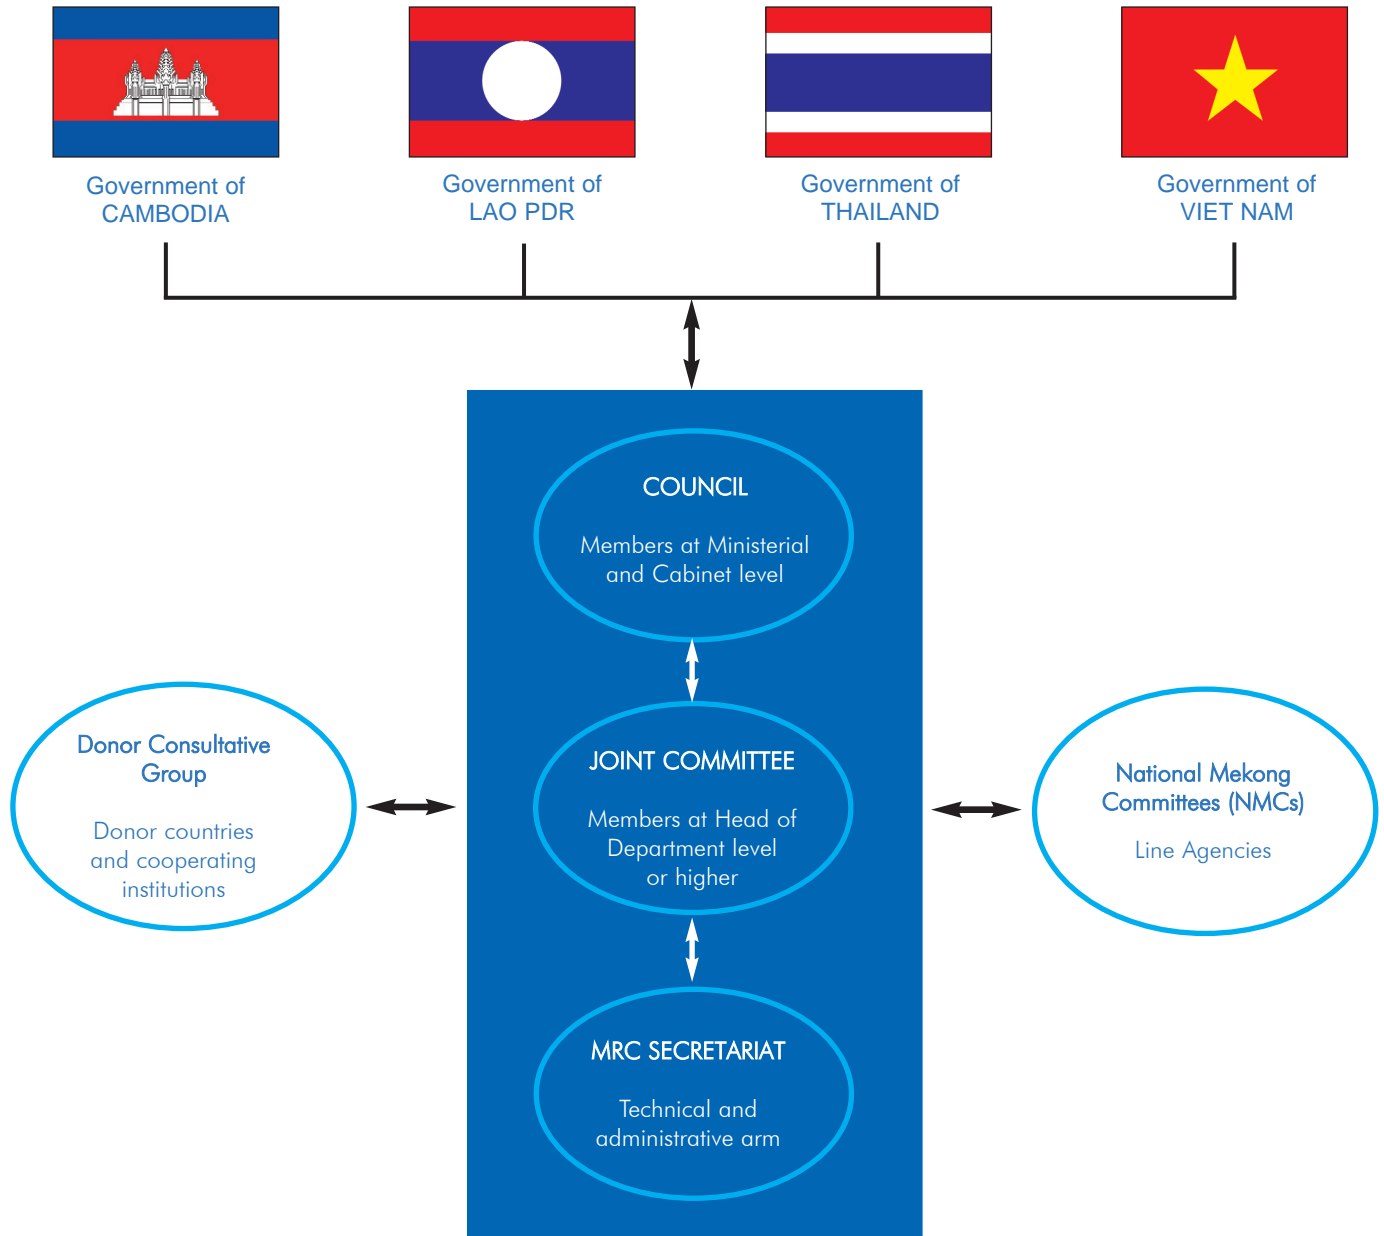 Government of
CAMBODIA
Government of
LAO PDR
Government of
THAILAND
Government of
VIET NAM
COUNCIL
Members at Ministerial
and Cabinet level
Donor Consultative
Group
Donor countries
and cooperating
institutions
JOINT COMMITTEE
Members at Head of
Department level
or higher
National Mekong
Committees (NMCs)
Line Agencies
MRC SECRETARIAT
Technical and
administrative arm